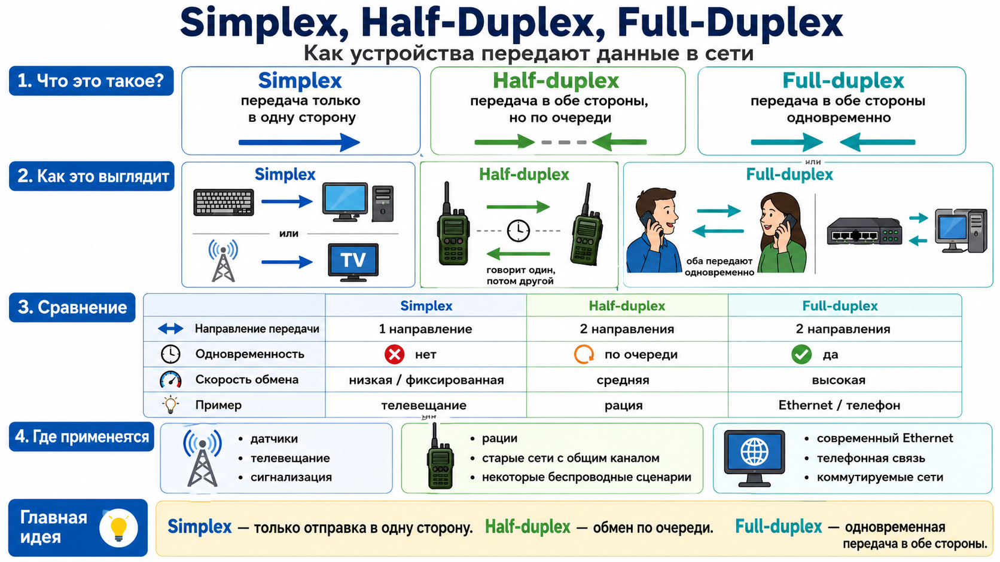 Simplex, Half-Duplex, Full-Duplex
Как устройства передают данные в сети
1. Что это такое?
Simplex
передача только
в одну сторону
Half-duplex
передача в обе стороны,
но по очереди
Full-duplex
передача в обе стороны
одновременно
2. Как это выглядит
Simplex
или
TV
Half-duplex
говорит один,
потом другой
или
Full-duplex
оба передают
одновременно
3. Сравнение
Simplex Half-duplex Full-duplex
Направление передачи 1 направление 2 направления 2 направления
Одновременность нет по очереди да
Скорость обмена низкая / фиксированная средняя высокая
Пример телевещание рация Ethernet / телефон
4. Где применяется
• датчики
• телевещание
• сигнализация
• рации
• старые сети с общим каналом
• некоторые беспроводные сценарии
• современный Ethernet
• телефонная связь
• коммутируемые сети
Главная
идея
Simplex — только отправка в одну сторону. Half-duplex — обмен по очереди. Full-duplex — одновременная
передача в обе стороны.